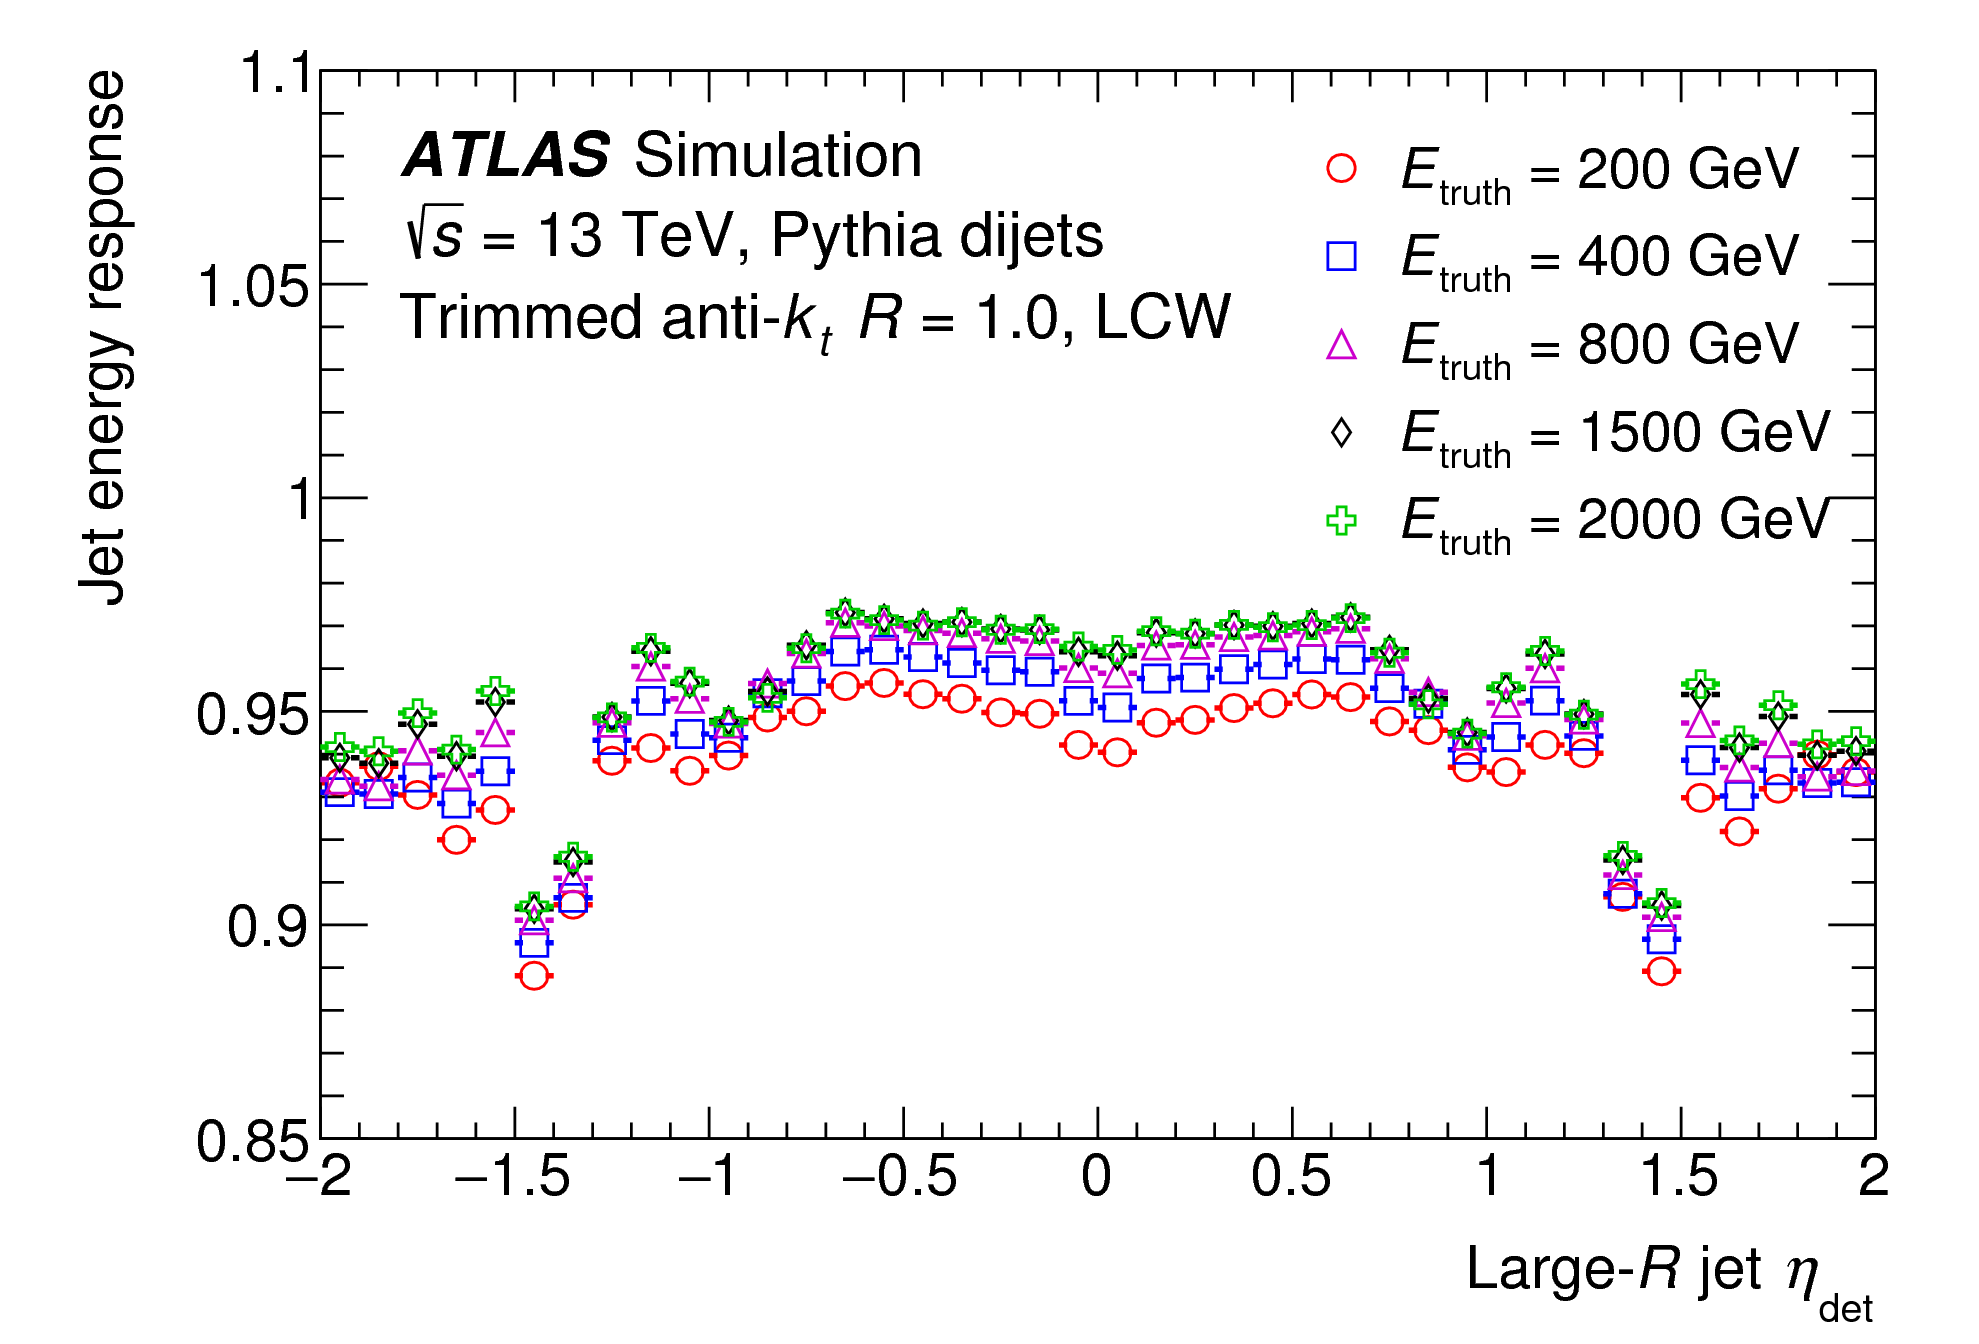 Jet energy response
1.1
1.05
1
0.95
0.9
0.85
ATLAS Simulation
√s = 13 TeV, Pythia dijets
Trimmed anti-kt R = 1.0, LCW
Etruth = 200 GeV
Etruth = 400 GeV
Etruth = 800 GeV
Etruth = 1500 GeV
Etruth = 2000 GeV
−2 −1.5 −1 −0.5 0 0.5 1 1.5 2
Large-R jet ηdet